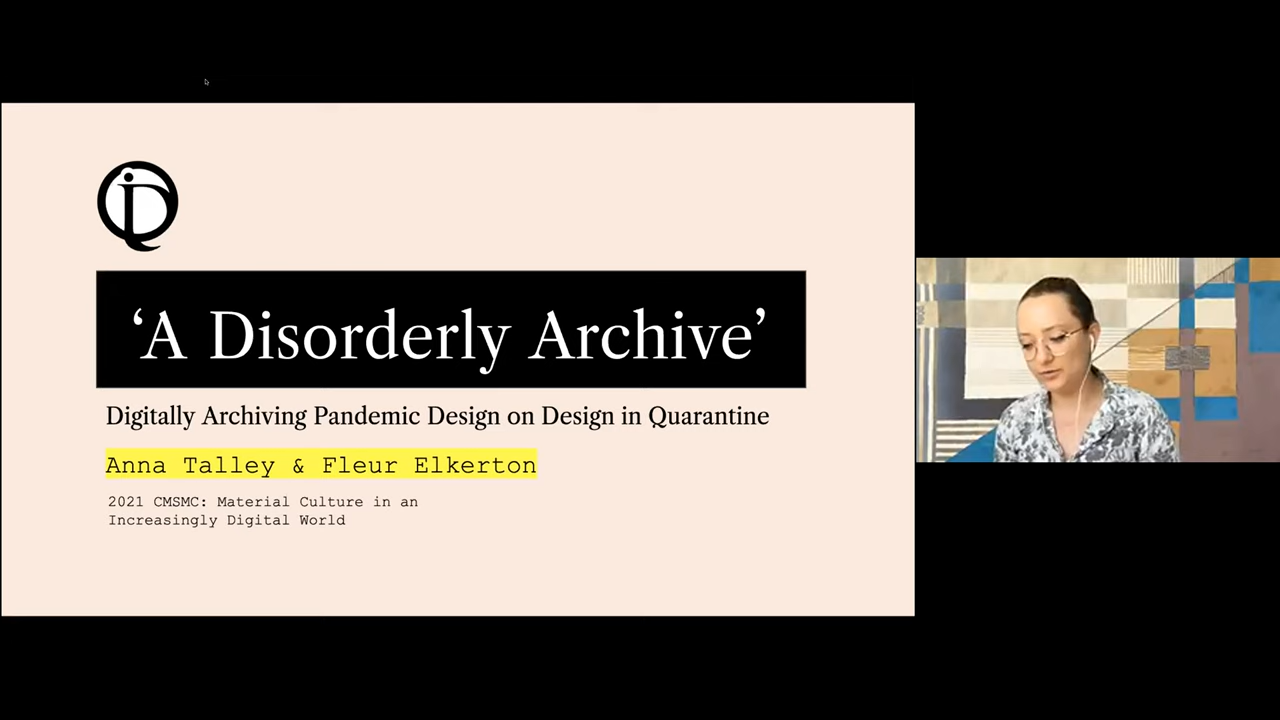 ‘A Disorderly Archive’
Digitally Archiving Pandemic Design on Design in Quarantine
Anna Talley & Fleur Elkerton
2021 CMSMC: Material Culture in an
Increasingly Digital World